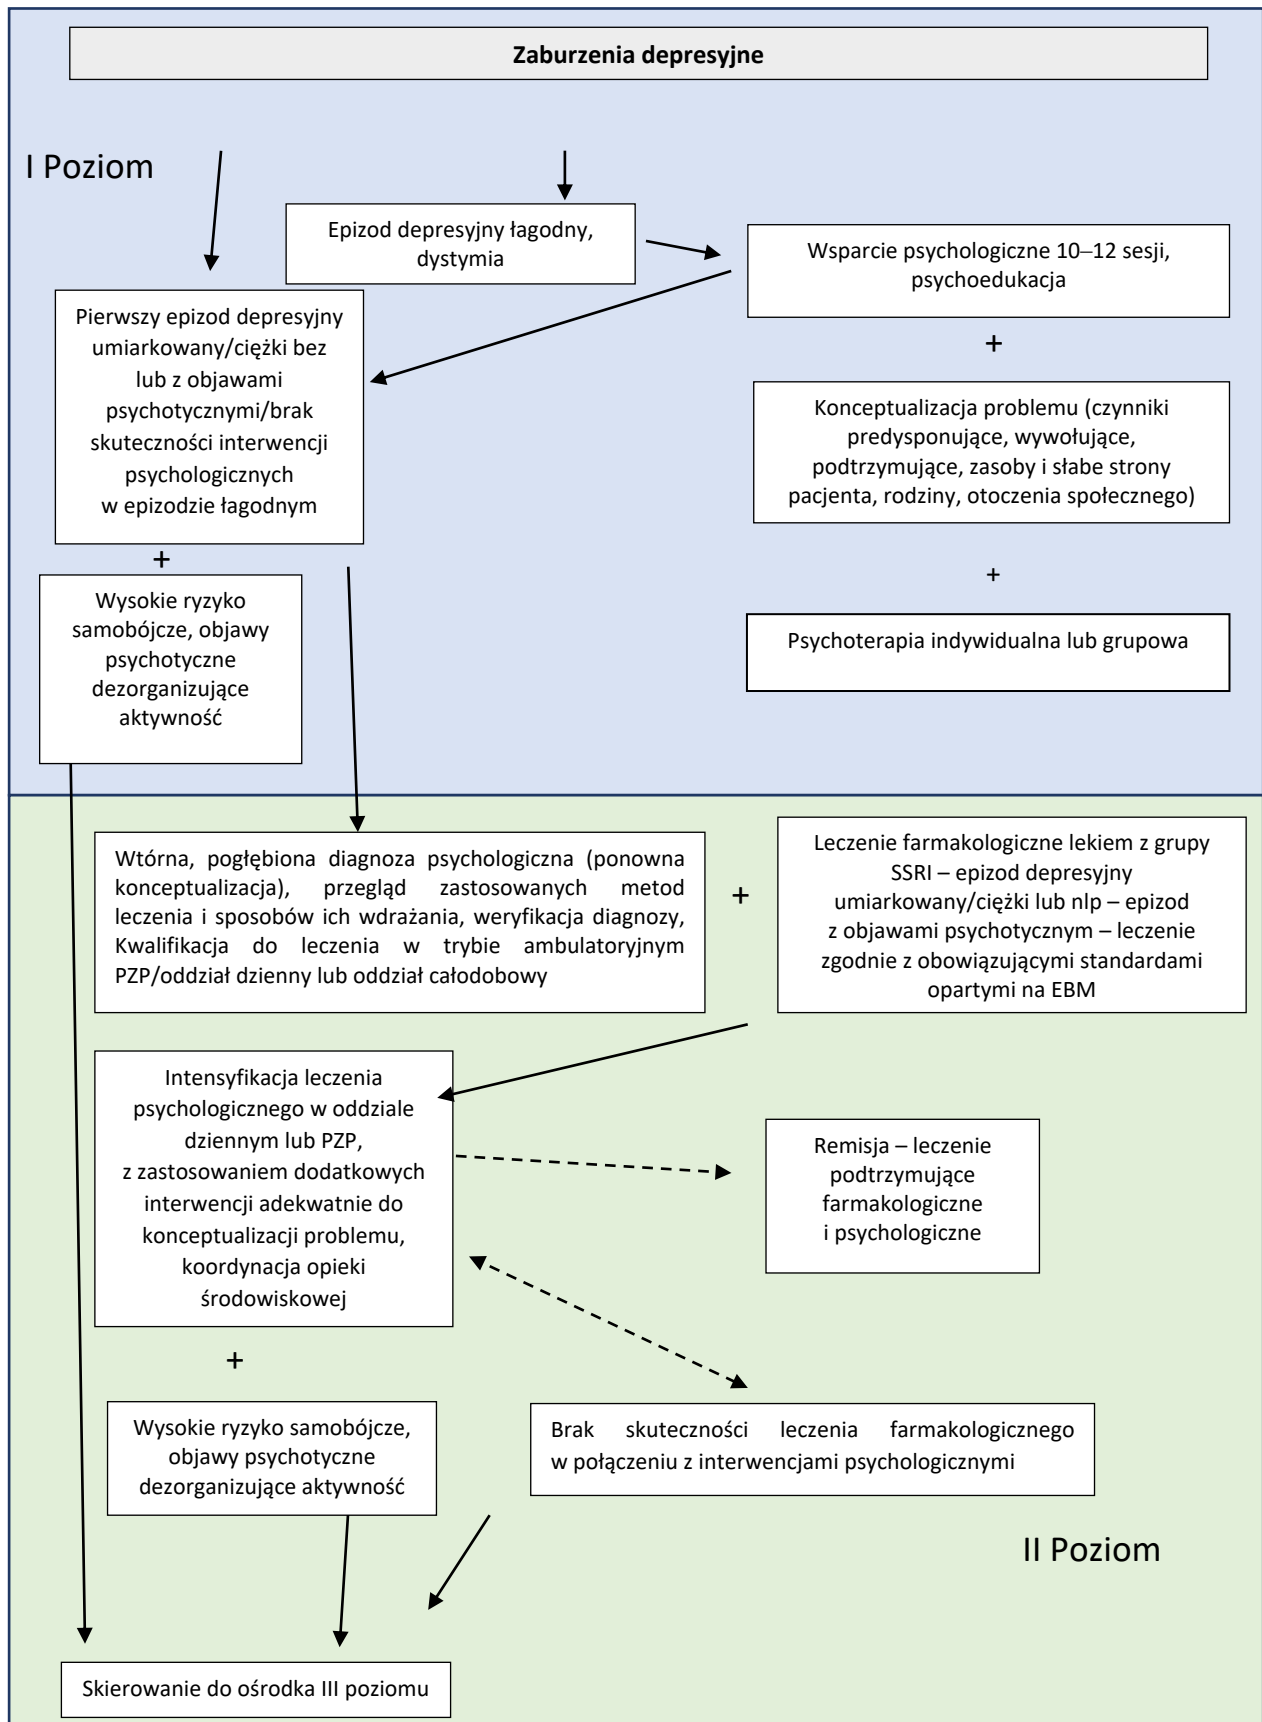 Zaburzenia depresyjne
I Poziom
Epizod depresyjny łagodny,
dystymia
Wsparcie psychologiczne 10–12 sesji,
psychoedukacja
+
Konceptualizacja problemu (czynniki
predysponujące, wywołujące,
podtrzymujące, zasoby i słabe strony
pacjenta, rodziny, otoczenia społecznego)
+
Psychoterapia indywidualna lub grupowa
Pierwszy epizod depresyjny
umiarkowany/ciężki bez
lub z objawami
psychotycznymi/brak
skuteczności interwencji
psychologicznych
w epizodzie łagodnym
+
Wysokie ryzyko
samobójcze, objawy
psychotyczne
dezorganizujące
aktywność
Wtórna, pogłębiona diagnoza psychologiczna (ponowna
konceptualizacja), przegląd zastosowanych metod
leczenia i sposobów ich wdrażania, weryfikacja diagnozy,
Kwalifikacja do leczenia w trybie ambulatoryjnym
PZP/oddział dzienny lub oddział całodobowy
+
Leczenie farmakologiczne lekiem z grupy
SSRI – epizod depresyjny
umiarkowany/ciężki lub nlp – epizod
z objawami psychotycznym – leczenie
zgodnie z obowiązującymi standardami
opartymi na EBM
Intensyfikacja leczenia
psychologicznego w oddziale
dziennym lub PZP,
z zastosowaniem dodatkowych
interwencji adekwatnie do
konceptualizacji problemu,
koordynacja opieki
środowiskowej
Remisja – leczenie
podtrzymujące
farmakologiczne
i psychologiczne
+
Wysokie ryzyko samobójcze,
objawy psychotyczne
dezorganizujące aktywność
Brak skuteczności leczenia farmakologicznego
w połączeniu z interwencjami psychologicznymi
II Poziom
Skierowanie do ośrodka III poziomu